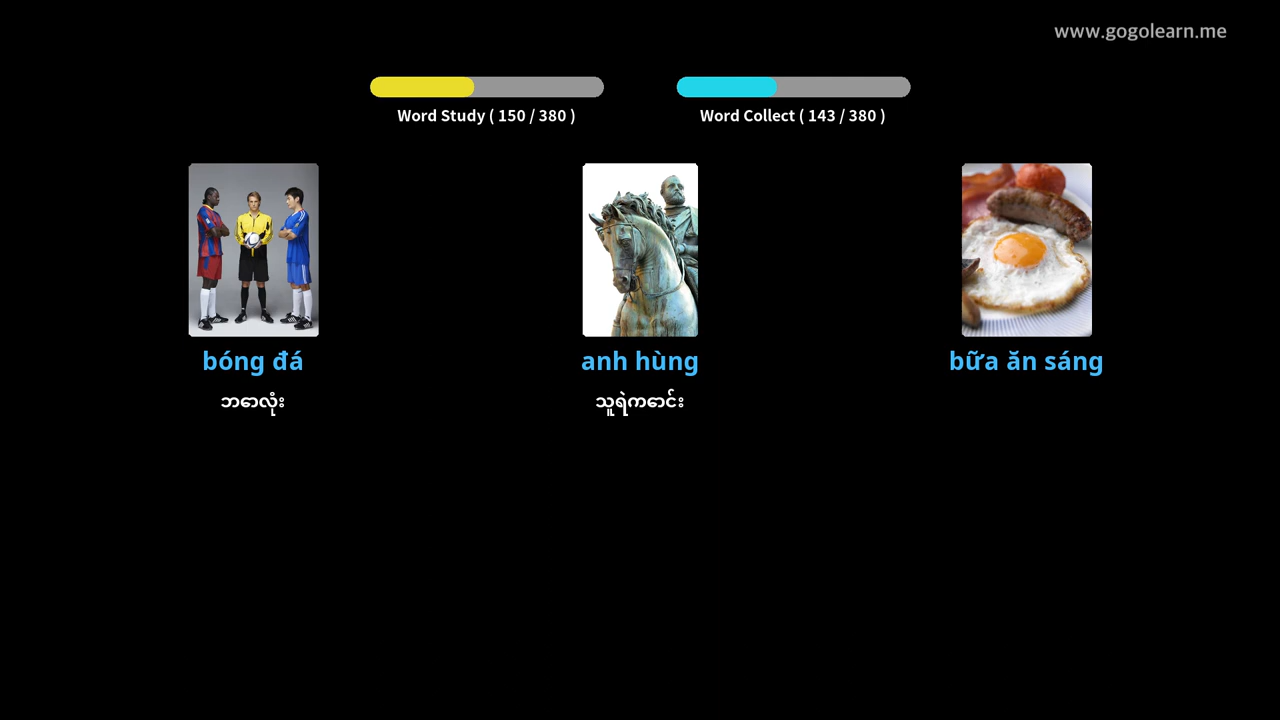 www.gogolearn.me
Word Study ( 150 / 380 )
Word Collect ( 143 / 380 )
bóng đá
anh hùng
bữa ăn sáng
ဘောလုံး
သူရဲကောင်း